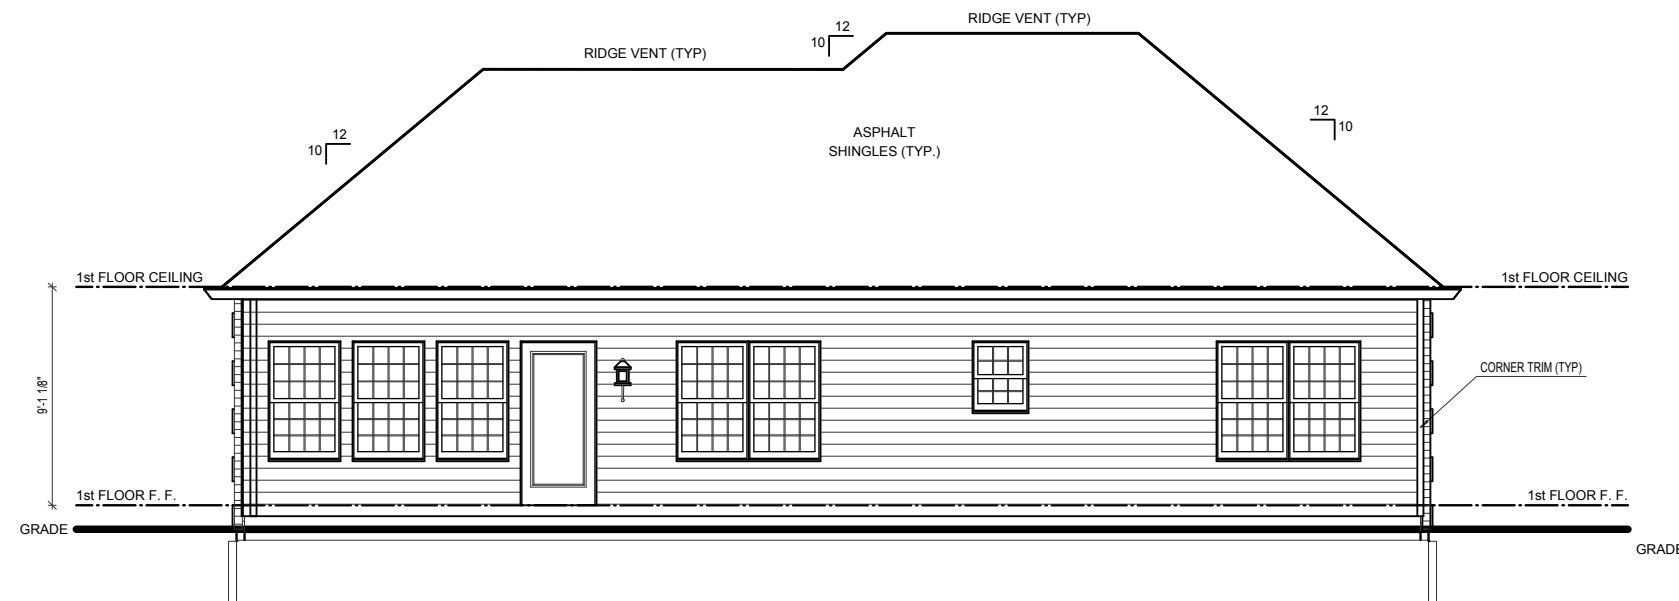 RIDGE VENT (TYP)
12
10
RIDGE VENT (TYP)
12
10
12
10
ASPHALT
SHINGLES (TYP.)
1st FLOOR CEILING
1st FLOOR CEILING
9'-1 1/8"
CORNER TRIM (TYP)
1st FLOOR F. F.
1st FLOOR F. F.
GRADE
GRADE